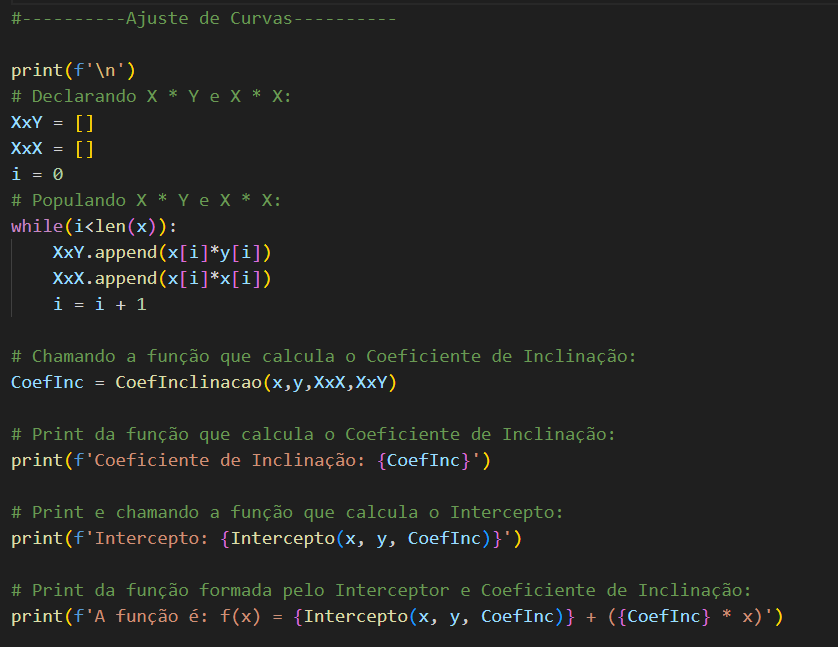 #----------Ajuste de Curvas----------
print(f'\n')
# Declarando X * Y e X * X:
XxY = []
XxX = []
i = 0
# Populando X * Y e X * X:
while(i<len(x)):
    XxY.append(x[i]*y[i])
    XxX.append(x[i]*x[i])
    i = i + 1
# Chamando a função que calcula o Coeficiente de Inclinação:
CoefInc = CoefInclinacao(x,y,XxX,XxY)
# Print da função que calcula o Coeficiente de Inclinação:
print(f'Coeficiente de Inclinação: {CoefInc}')
# Print e chamando a função que calcula o Intercepto:
print(f'Intercepto: {Intercepto(x, y, CoefInc)}')
# Print da função formada pelo Interceptor e Coeficiente de Inclinação:
print(f'A função é: f(x) = {Intercepto(x, y, CoefInc)} + ({CoefInc} * x)')